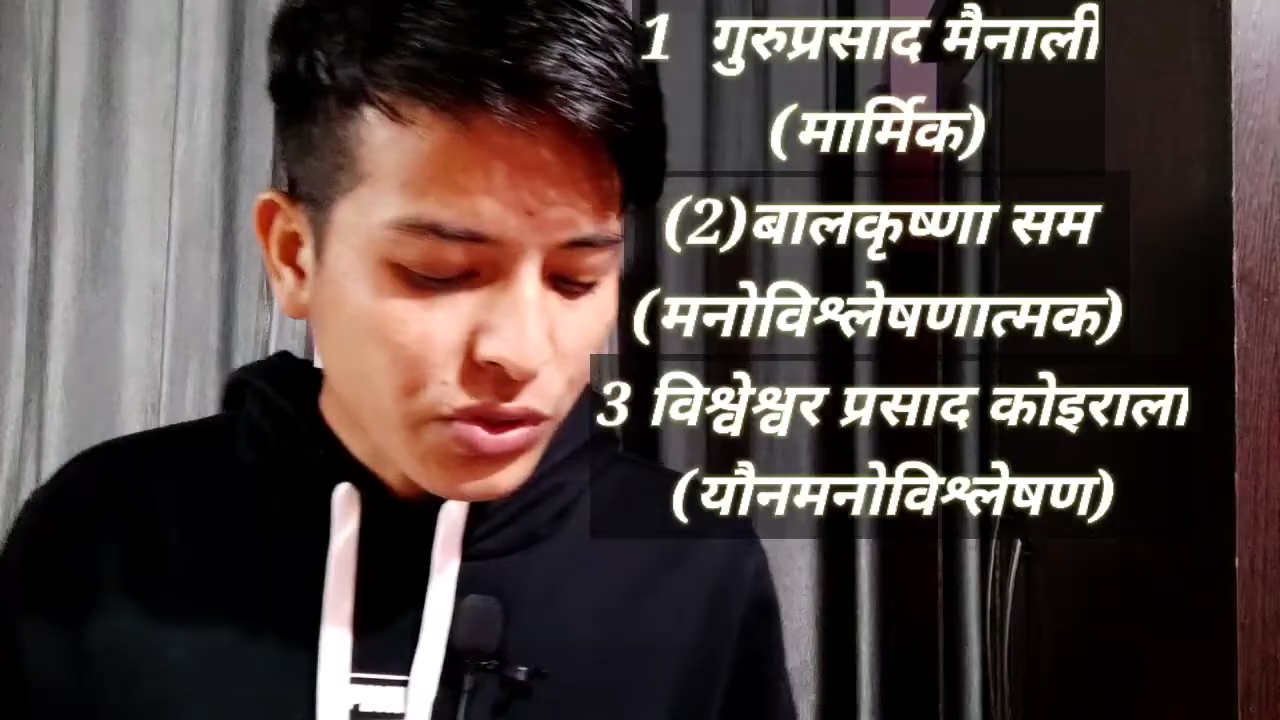 1 गुरुप्रसाद मैनाली
(मार्मिक)
(2)बालकृष्णा सम
(मनोविश्लेषणात्मक)
3 विश्वेश्वर प्रसाद कोइराला
(यौनमनोविश्लेषण)